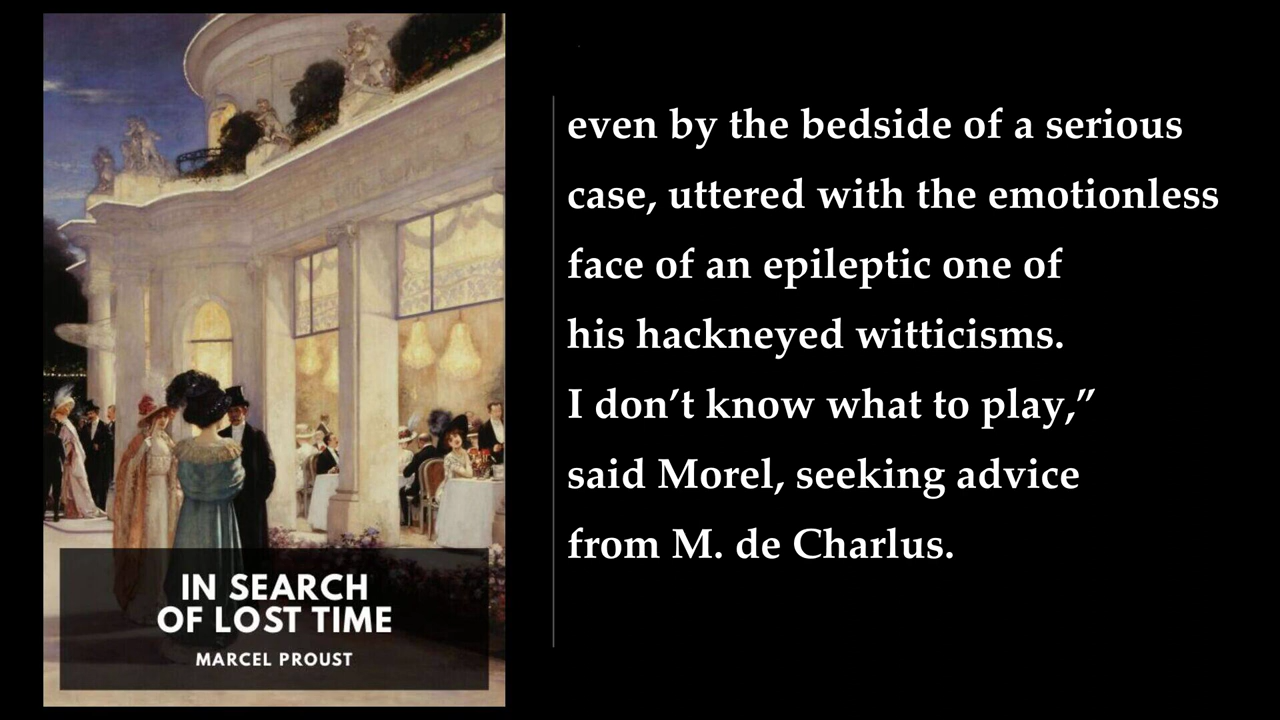 even by the bedside of a serious
case, uttered with the emotionless
face of an epileptic one of
his hackneyed witticisms.
I don’t know what to play,”
said Morel, seeking advice
from M. de Charlus.
IN SEARCH
OF LOST TIME
MARCEL PROUST